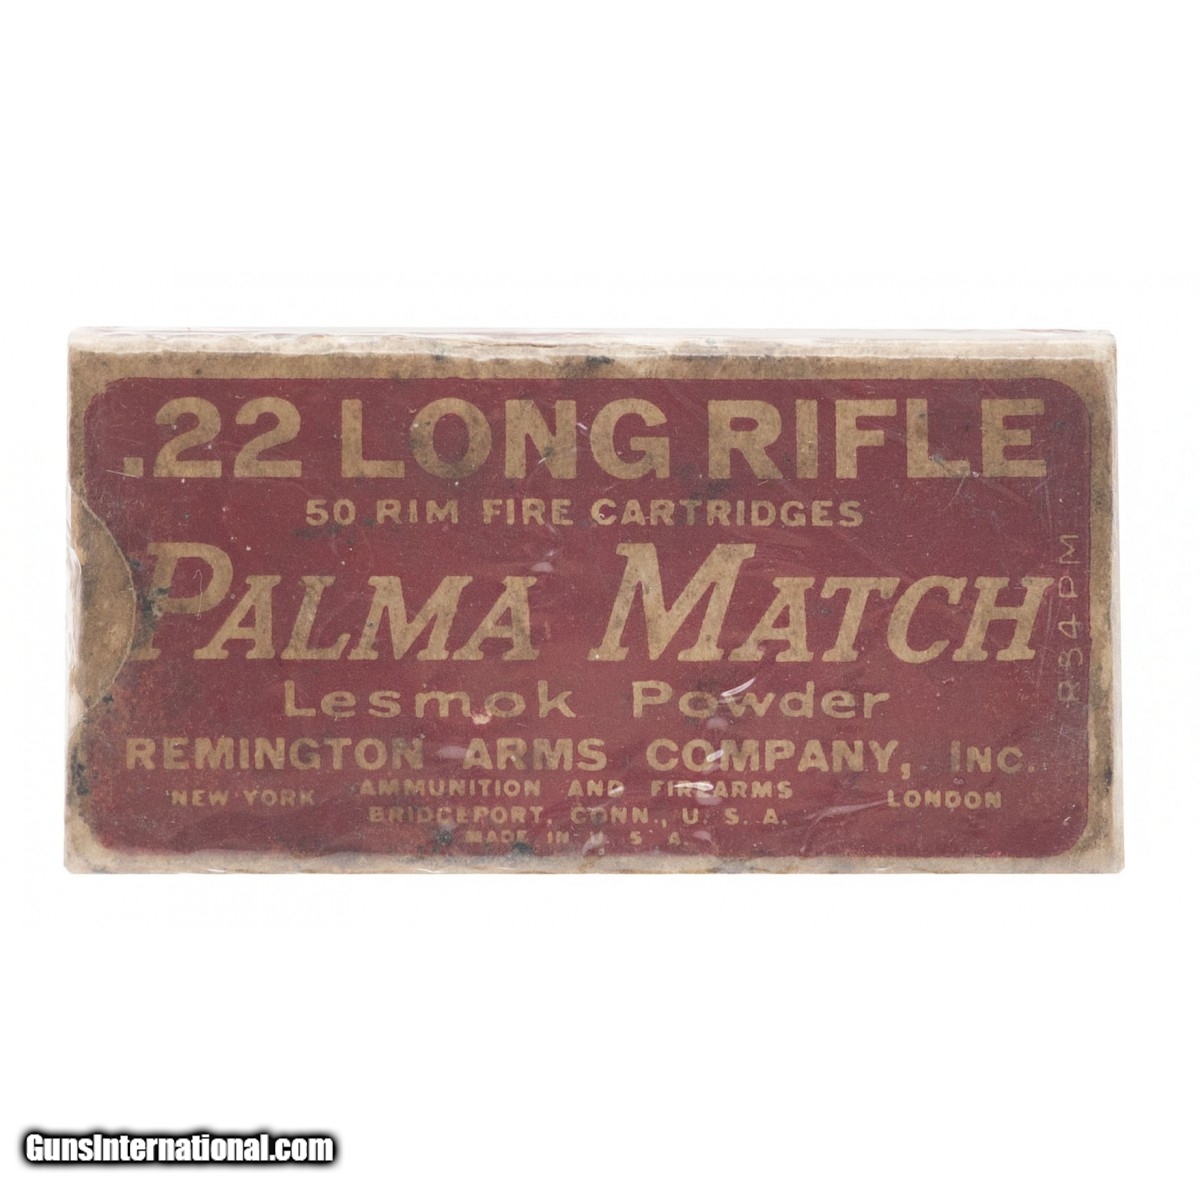 .22 LONG RIFLE
50 RIM FIRE CARTRIDGES
PALMA MATCH
Lesmok Powder
REMINGTON ARMS COMPANY, INC.
NEW YORK AMMUNITION AND FIREARMS LONDON
BRIDGEPORT, CONN., U. S. A.
MADE IN U. S. A.
R84PM
GunsInternational.com